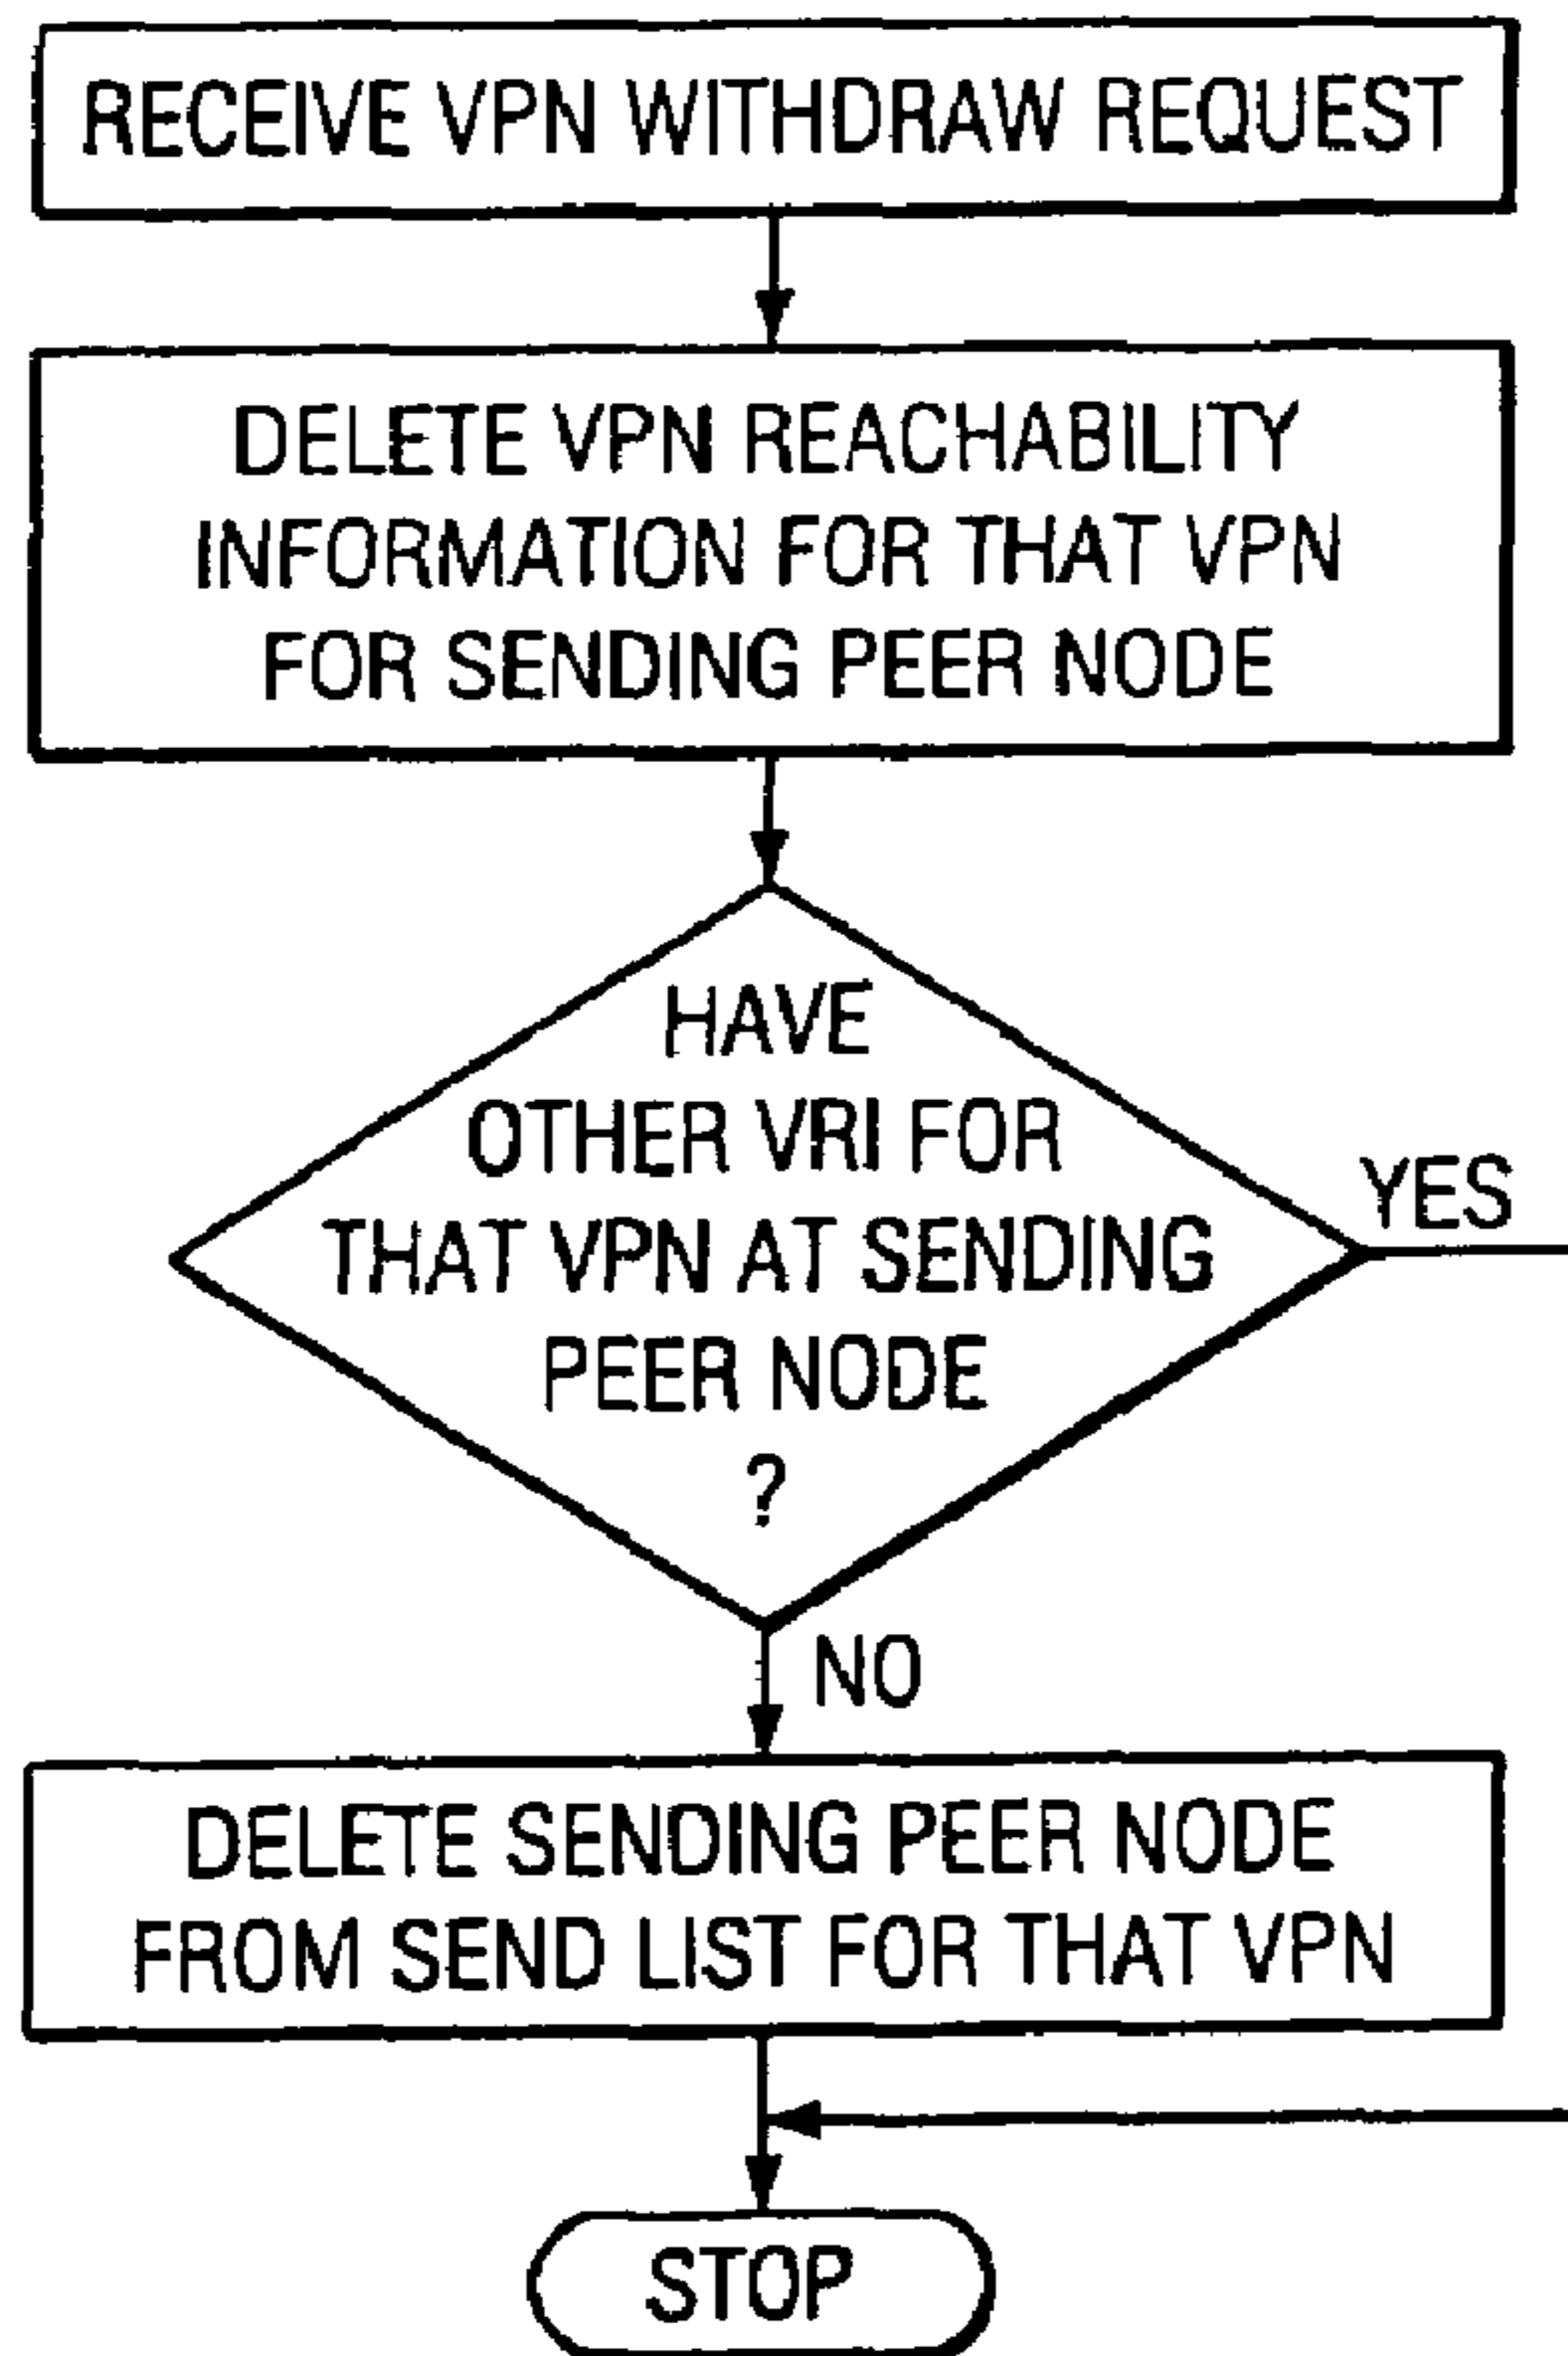 RECEIVE VPN WITHDRAW REQUEST
DELETE VPN REACHABILITY
INFORMATION FOR THAT VPN
FOR SENDING PEER NODE
HAVE
OTHER VRI FOR
THAT VPN AT SENDING
PEER NODE
?
YES
NO
DELETE SENDING PEER NODE
FROM SEND LIST FOR THAT VPN
STOP